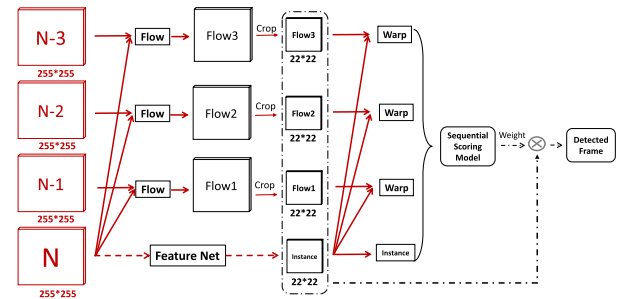 N-3
255*255
Flow
Flow3
Crop
Flow3
22*22
Warp
N-2
255*255
Flow
Flow2
Crop
Flow2
22*22
Warp
N-1
255*255
Flow
Flow1
Crop
Flow1
22*22
Warp
N
255*255
Feature Net
Instance
22*22
Instance
Sequential
Scoring
Model
Weight
Detected
Frame